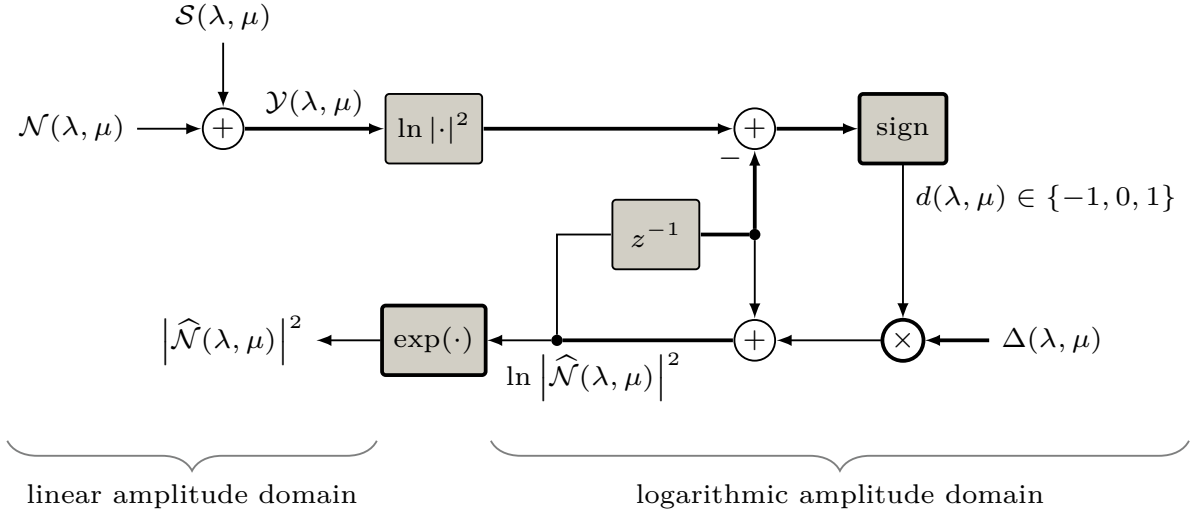 𝒮(λ, μ)
𝒩(λ, μ)
+
𝒴(λ, μ)
ln |·|²
+
−
sign
d(λ, μ) ∈ {−1, 0, 1}
z⁻¹
|𝒩̂(λ, μ)|²
exp(·)
ln |𝒩̂(λ, μ)|²
+
×
Δ(λ, μ)
linear amplitude domain
logarithmic amplitude domain